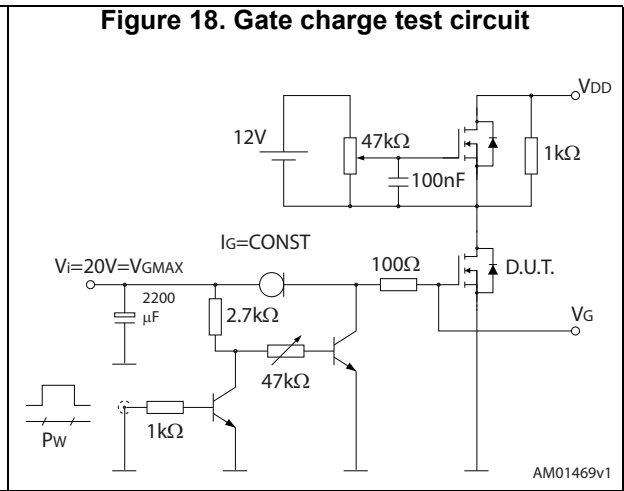 Figure 18. Gate charge test circuit
VDD
12V
47kΩ
1kΩ
100nF
IG=CONST
Vi=20V=VGMAX
100Ω
D.U.T.
2200
μF
2.7kΩ
VG
47kΩ
1kΩ
PW
AM01469v1